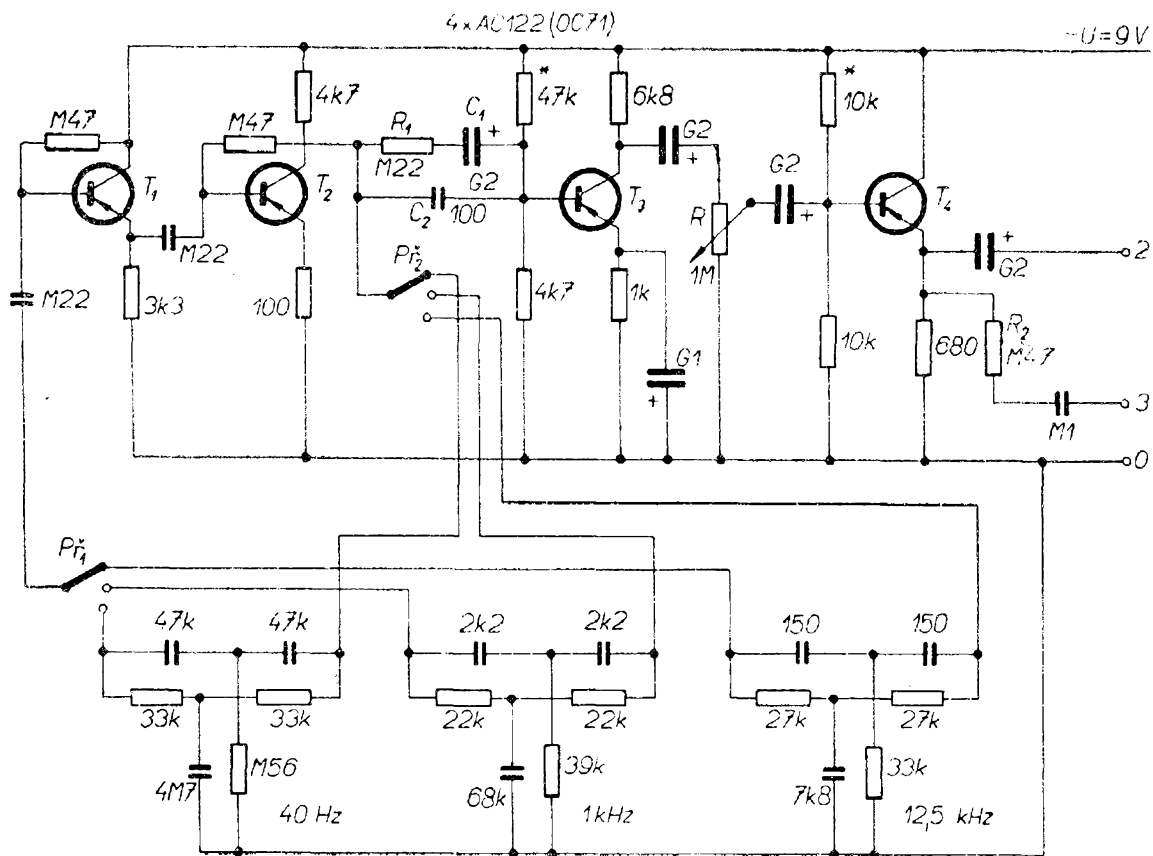 4xAC122(OC71)
-U=9V
M47
4k7
M47
R1
C1
+
*
47k
6k8
G2
+
*
10k
M22
G2
T1
T2
C2
100
T3
R
1M
G2
+
T4
+
G2
2
M22
Př2
M22
3k3
100
4k7
1k
G1
+
10k
680
R2
M47
M1
3
0
Př1
47k
47k
2k2
2k2
150
150
33k
33k
22k
22k
27k
27k
4M7
M56
68k
39k
7k8
33k
40 Hz
1kHz
12,5 kHz